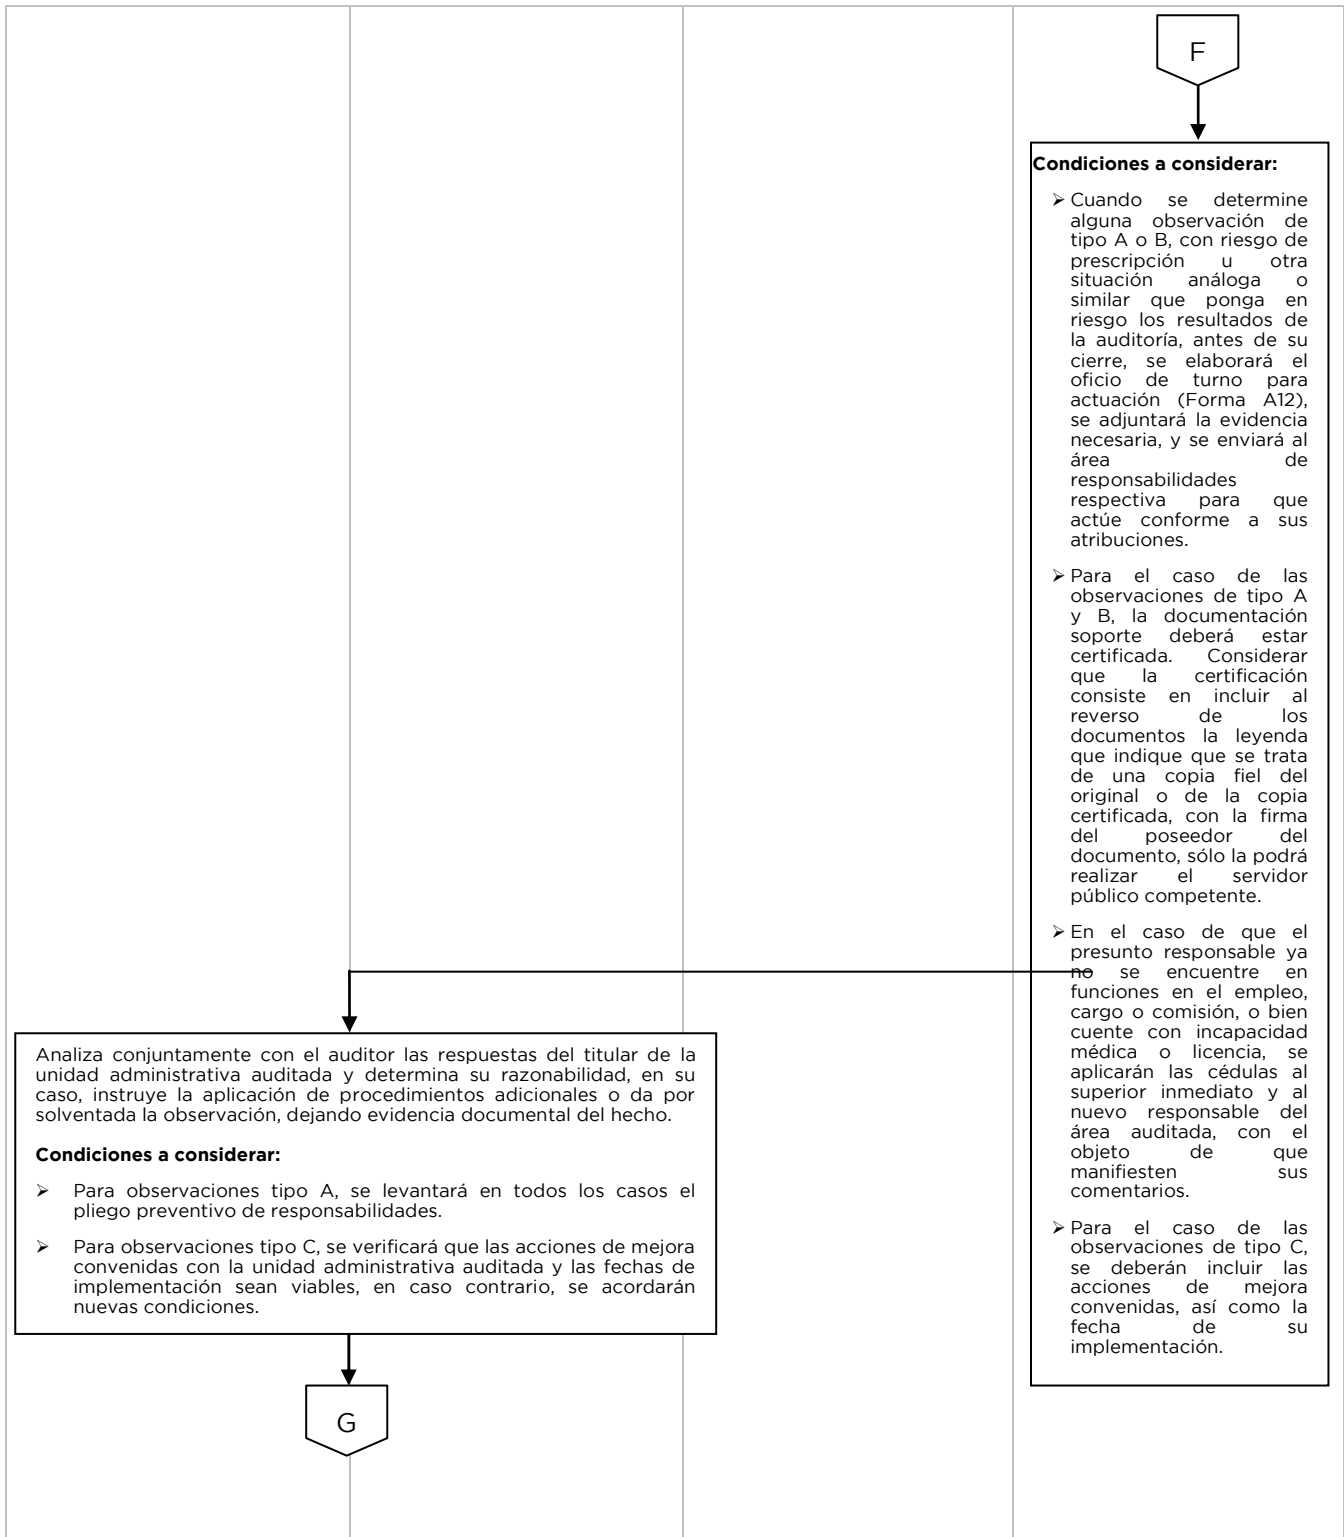 F
Condiciones a considerar:
➢ Cuando se determine
alguna observación de
tipo A o B, con riesgo de
prescripción u otra
situación análoga o
similar que ponga en
riesgo los resultados de
la auditoría, antes de su
cierre, se elaborará el
oficio de turno para
actuación (Forma A12),
se adjuntará la evidencia
necesaria, y se enviará al
área de
responsabilidades
respectiva para que
actúe conforme a sus
atribuciones.
➢ Para el caso de las
observaciones de tipo A
y B, la documentación
soporte deberá estar
certificada. Considerar
que la certificación
consiste en incluir al
reverso de los
documentos la leyenda
que indique que se trata
de una copia fiel del
original o de la copia
certificada, con la firma
del poseedor del
documento, sólo la podrá
realizar el servidor
público competente.
➢ En el caso de que el
presunto responsable ya
no se encuentre en
funciones en el empleo,
cargo o comisión, o bien
cuente con incapacidad
médica o licencia, se
aplicarán las cédulas al
superior inmediato y al
nuevo responsable del
área auditada, con el
objeto de que
manifiesten sus
comentarios.
➢ Para el caso de las
observaciones de tipo C,
se deberán incluir las
acciones de mejora
convenidas, así como la
fecha de su
implementación.
Analiza conjuntamente con el auditor las respuestas del titular de la
unidad administrativa auditada y determina su razonabilidad, en su
caso, instruye la aplicación de procedimientos adicionales o da por
solventada la observación, dejando evidencia documental del hecho.
Condiciones a considerar:
➢ Para observaciones tipo A, se levantará en todos los casos el
pliego preventivo de responsabilidades.
➢ Para observaciones tipo C, se verificará que las acciones de mejora
convenidas con la unidad administrativa auditada y las fechas de
implementación sean viables, en caso contrario, se acordarán
nuevas condiciones.
G